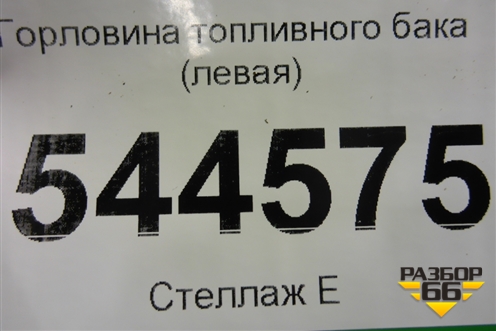 Горловина топливного бака
(левая)
544575
Стеллаж Е
РАЗБОР
66